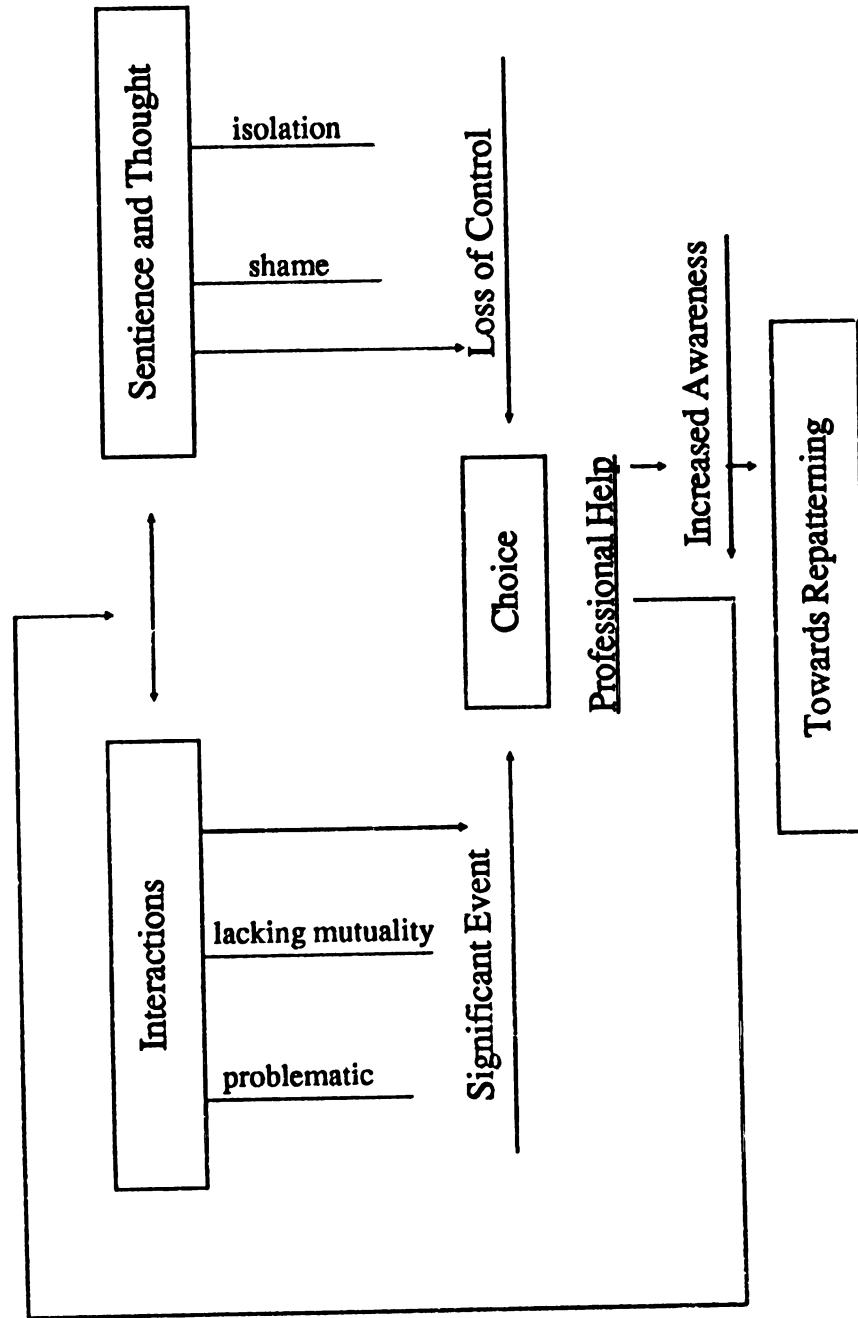 Interactions
Sentience and Thought
problematic
lacking mutuality
shame
isolation
Significant Event
Loss of Control
Choice
Professional Help
Increased Awareness
Towards Repatterning